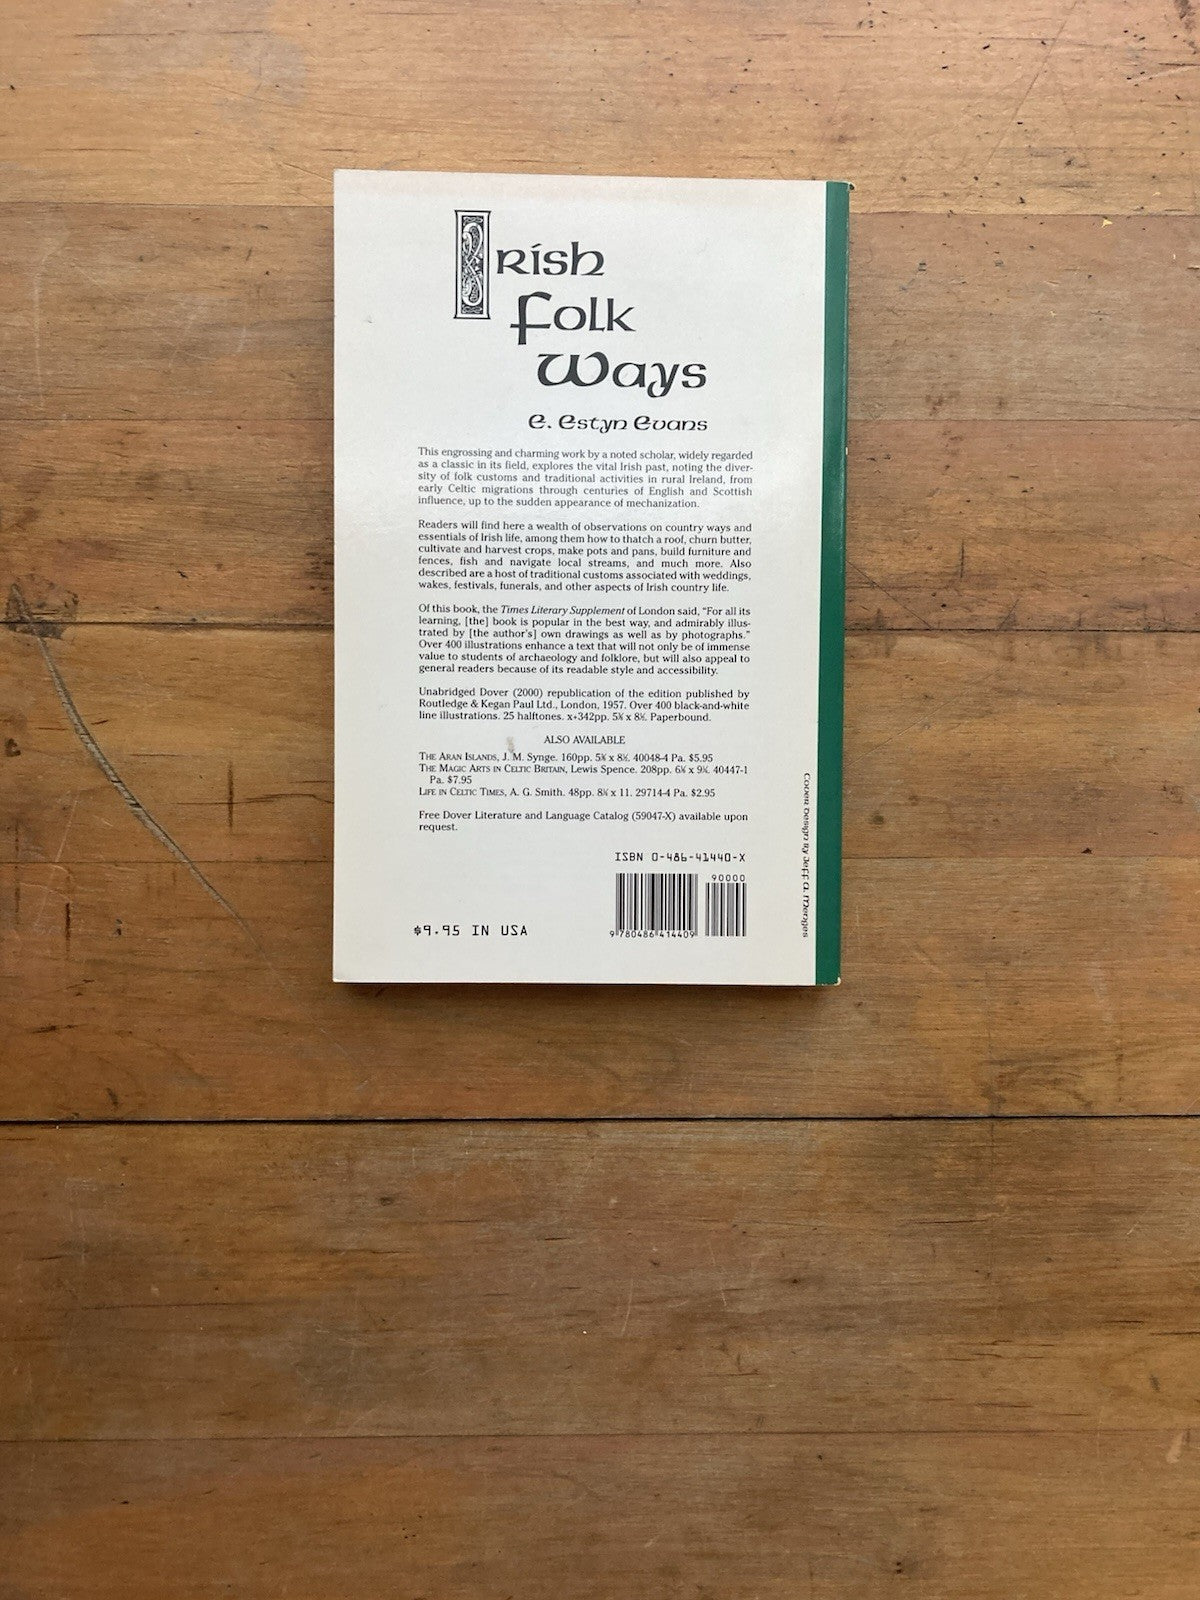 Irish
Folk
Ways
E. Estyn Evans
This engrossing and charming work by a noted scholar, widely regarded
as a classic in its field, explores the vital Irish past, noting the diver-
sity of folk customs and traditional activities in rural Ireland, from
early Celtic migrations through centuries of English and Scottish
influence, up to the sudden appearance of mechanization.
Readers will find here a wealth of observations on country ways and
essentials of Irish life, among them how to thatch a roof, churn butter,
cultivate and harvest crops, make pots and pans, build furniture and
fences, fish and navigate local streams, and much more. Also
described are a host of traditional customs associated with weddings,
wakes, festivals, funerals, and other aspects of Irish country life.
Of this book, the Times Literary Supplement of London said, “For all its
learning, [the] book is popular in the best way, and admirably illus-
trated by [the author's] own drawings as well as by photographs.”
Over 400 illustrations enhance a text that will not only be of immense
value to students of archaeology and folklore, but will also appeal to
general readers because of its readable style and accessibility.
Unabridged Dover (2000) republication of the edition published by
Routledge & Kegan Paul Ltd., London, 1957. Over 400 black-and-white
line illustrations. 25 halftones. x+342pp. 5⅜ x 8½. Paperbound.
ALSO AVAILABLE
THE ARAN ISLANDS, J. M. Synge. 160pp. 5⅜ x 8½. 40048-4 Pa. $5.95
THE MAGIC ARTS IN CELTIC BRITAIN, Lewis Spence. 208pp. 6⅛ x 9¼. 40447-1
Pa. $7.95
LIFE IN CELTIC TIMES, A. G. Smith. 48pp. 8¼ x 11. 29714-4 Pa. $2.95
Free Dover Literature and Language Catalog (59047-X) available upon
request.
ISBN 0-486-41440-X
90000
9 780486 414409
$9.95 IN USA
Cover design by Jeff A. Menges